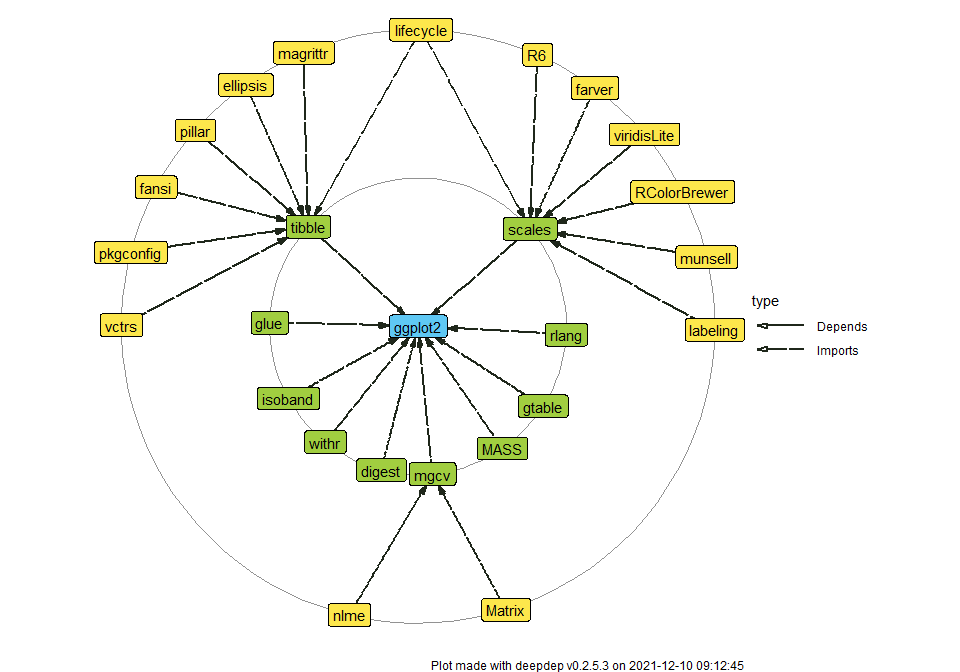 lifecycle
magrittr
R6
ellipsis
farver
pillar
viridisLite
fansi
RColorBrewer
tibble
scales
pkgconfig
munsell
type
vctrs
glue
ggplot2
rlang
labeling
Depends
Imports
isoband
gtable
withr
MASS
digest
mgcv
nlme
Matrix
Plot made with deepdep v0.2.5.3 on 2021-12-10 09:12:45